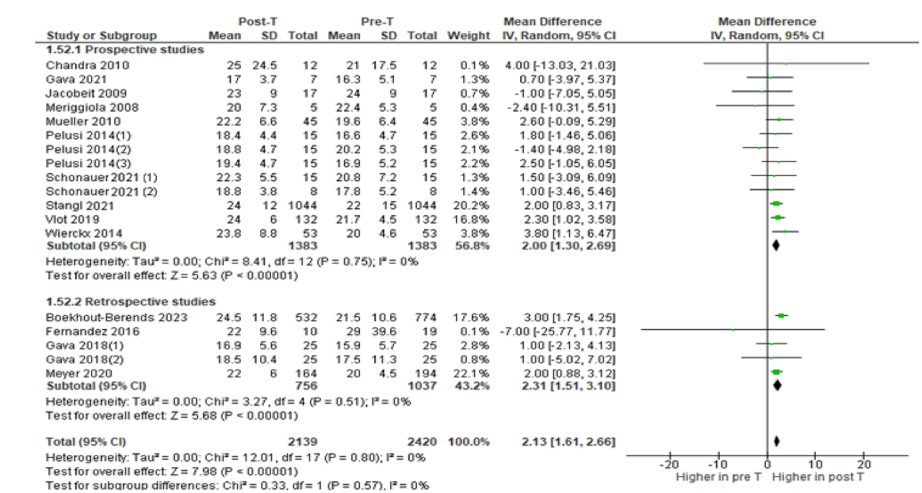 Post-T Pre-T Mean Difference Mean Difference
Study or Subgroup Mean SD Total Mean SD Total Weight IV, Random, 95% CI IV, Random, 95% CI
1.52.1 Prospective studies
Chandra 2010 25 24.5 12 21 17.5 12 0.1% 4.00 [-13.03, 21.03]
Gava 2021 17 3.7 7 16.3 5.1 7 1.3% 0.70 [-3.97, 5.37]
Jacobeit 2009 23 9 17 24 9 17 0.8% -1.00 [-7.05, 5.05]
Meriggiola 2008 20 7.3 5 22.4 5.3 5 0.4% -2.40 [-10.31, 5.51]
Mueller 2010 22.2 6.6 45 19.6 6.4 45 3.8% 2.60 [-0.09, 5.29]
Pelusi 2014(1) 18.4 4.4 15 16.6 4.7 15 2.6% 1.80 [-1.46, 5.06]
Pelusi 2014(2) 18.8 4.7 15 20.2 5.3 15 2.1% -1.40 [-4.98, 2.18]
Pelusi 2014(3) 19.4 4.7 15 16.9 5.2 15 2.2% 2.50 [-1.05, 6.05]
Schonauer 2021 (1) 22.3 5.5 15 20.8 7.2 15 1.3% 1.50 [-3.09, 6.09]
Schonauer 2021 (2) 18.8 3.8 8 17.8 5.2 8 1.4% 1.00 [-3.46, 5.46]
Stangl 2021 24 12 1044 22 15 1044 20.2% 2.00 [0.83, 3.17]
Vlot 2019 24 6 132 21.7 4.5 132 16.8% 2.30 [1.02, 3.58]
Wierckx 2014 23.8 8.8 53 20 4.6 53 3.9% 3.80 [1.13, 6.47]
Subtotal (95% CI) 1383 1383 56.8% 2.00 [1.30, 2.69]
Heterogeneity: Tau² = 0.00; Chi² = 8.41, df = 12 (P = 0.75); I² = 0%
Test for overall effect: Z = 5.63 (P < 0.00001)
1.52.2 Retrospective studies
Boekhout-Berends 2023 24.5 11.8 532 21.5 10.6 774 17.6% 3.00 [1.75, 4.25]
Fernandez 2016 22 9.6 10 29 39.6 19 0.1% -7.00 [-25.77, 11.77]
Gava 2018(1) 16.9 5.6 25 15.9 5.7 25 2.8% 1.00 [-2.13, 4.13]
Gava 2018(2) 18.5 10.4 25 17.5 11.3 25 0.8% 1.00 [-5.02, 7.02]
Meyer 2020 22 6 164 20 4.5 194 22.1% 2.00 [0.88, 3.12]
Subtotal (95% CI) 756 1037 43.2% 2.31 [1.51, 3.10]
Heterogeneity: Tau² = 0.00; Chi² = 3.27, df = 4 (P = 0.51); I² = 0%
Test for overall effect: Z = 5.68 (P < 0.00001)
Total (95% CI) 2139 2420 100.0% 2.13 [1.61, 2.66]
Heterogeneity: Tau² = 0.00; Chi² = 12.01, df = 17 (P = 0.80); I² = 0%
Test for overall effect: Z = 7.98 (P < 0.00001)
Test for subgroup differences: Chi² = 0.33, df = 1 (P = 0.57), I² = 0%
-20 -10 0 10 20
Higher in pre T Higher in post T